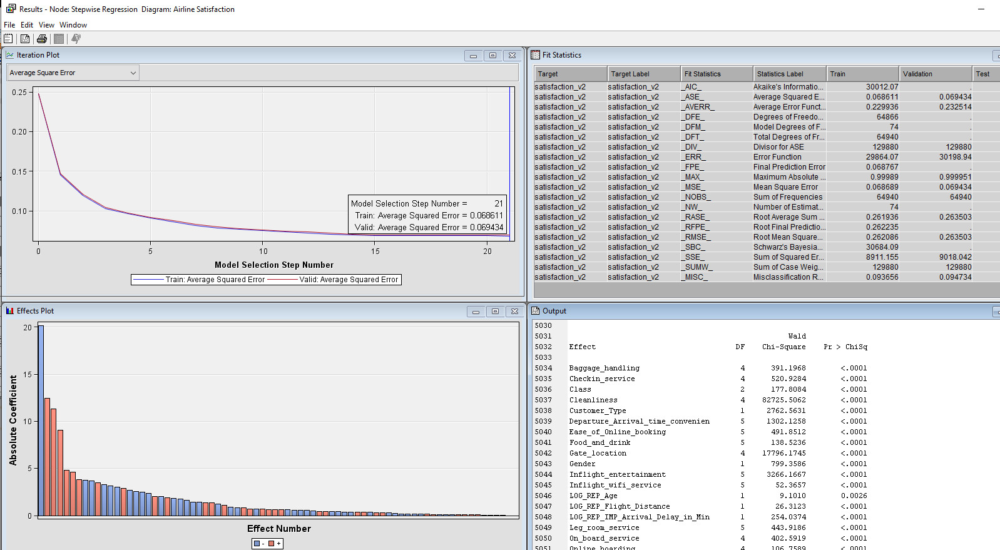 Results - Node: Stepwise Regression  Diagram: Airline Satisfaction
File Edit View Window
Iteration Plot
Average Square Error
0.25
0.20
0.15
0.10
Model Selection Step Number = 21
Train: Average Squared Error = 0.068611
Valid: Average Squared Error = 0.069434
0 5 10 15 20
Model Selection Step Number
Train: Average Squared Error Valid: Average Squared Error
Fit Statistics
Target Target Label Fit Statistics Statistics Label Train Validation Test
satisfaction_v2 satisfaction_v2 _AIC_ Akaike's Informatio... 30012.07 .
satisfaction_v2 satisfaction_v2 _ASE_ Average Squared E... 0.068611 0.069434
satisfaction_v2 satisfaction_v2 _AVERR_ Average Error Funct... 0.229936 0.232514
satisfaction_v2 satisfaction_v2 _DFE_ Degrees of Freedo... 64866 .
satisfaction_v2 satisfaction_v2 _DFM_ Model Degrees of F... 74 .
satisfaction_v2 satisfaction_v2 _DFT_ Total Degrees of Fr... 64940 .
satisfaction_v2 satisfaction_v2 _DIV_ Divisor for ASE 129880 129880
satisfaction_v2 satisfaction_v2 _ERR_ Error Function 29864.07 30198.94
satisfaction_v2 satisfaction_v2 _FPE_ Final Prediction Error 0.068767 .
satisfaction_v2 satisfaction_v2 _MAX_ Maximum Absolute ... 0.99989 0.999951
satisfaction_v2 satisfaction_v2 _MSE_ Mean Square Error 0.068689 0.069434
satisfaction_v2 satisfaction_v2 _NOBS_ Sum of Frequencies 64940 64940
satisfaction_v2 satisfaction_v2 _NW_ Number of Estimat... 74 .
satisfaction_v2 satisfaction_v2 _RASE_ Root Average Sum ... 0.261936 0.263503
satisfaction_v2 satisfaction_v2 _RFPE_ Root Final Predictio... 0.262235 .
satisfaction_v2 satisfaction_v2 _RMSE_ Root Mean Square... 0.262086 0.263503
satisfaction_v2 satisfaction_v2 _SBC_ Schwarz's Bayesia... 30684.09 .
satisfaction_v2 satisfaction_v2 _SSE_ Sum of Squared Er... 8911.155 9018.042
satisfaction_v2 satisfaction_v2 _SUMW_ Sum of Case Weig... 129880 129880
satisfaction_v2 satisfaction_v2 _MISC_ Misclassification R... 0.093656 0.094734
Effects Plot
Absolute Coefficient
20
15
10
5
0
Effect Number
- +
Output
5030
5031 Wald
5032 Effect DF Chi-Square Pr > ChiSq
5033
5034 Baggage_handling 4 391.1968 <.0001
5035 Checkin_service 4 520.9284 <.0001
5036 Class 2 177.8084 <.0001
5037 Cleanliness 4 82725.5062 <.0001
5038 Customer_Type 1 2762.5631 <.0001
5039 Departure_Arrival_time_convenien 5 1302.1258 <.0001
5040 Ease_of_Online_booking 5 491.8512 <.0001
5041 Food_and_drink 5 138.5236 <.0001
5042 Gate_location 4 17796.1745 <.0001
5043 Gender 1 799.3586 <.0001
5044 Inflight_entertainment 5 3266.1667 <.0001
5045 Inflight_wifi_service 5 52.3657 <.0001
5046 LOG_REP_Age 1 9.1010 0.0026
5047 LOG_REP_Flight_Distance 1 26.3123 <.0001
5048 LOG_REP_IMP_Arrival_Delay_in_Min 1 254.0374 <.0001
5049 Leg_room_service 5 443.9186 <.0001
5050 On_board_service 4 402.5919 <.0001
5051 Online_boarding 4 106.7589 <.0001